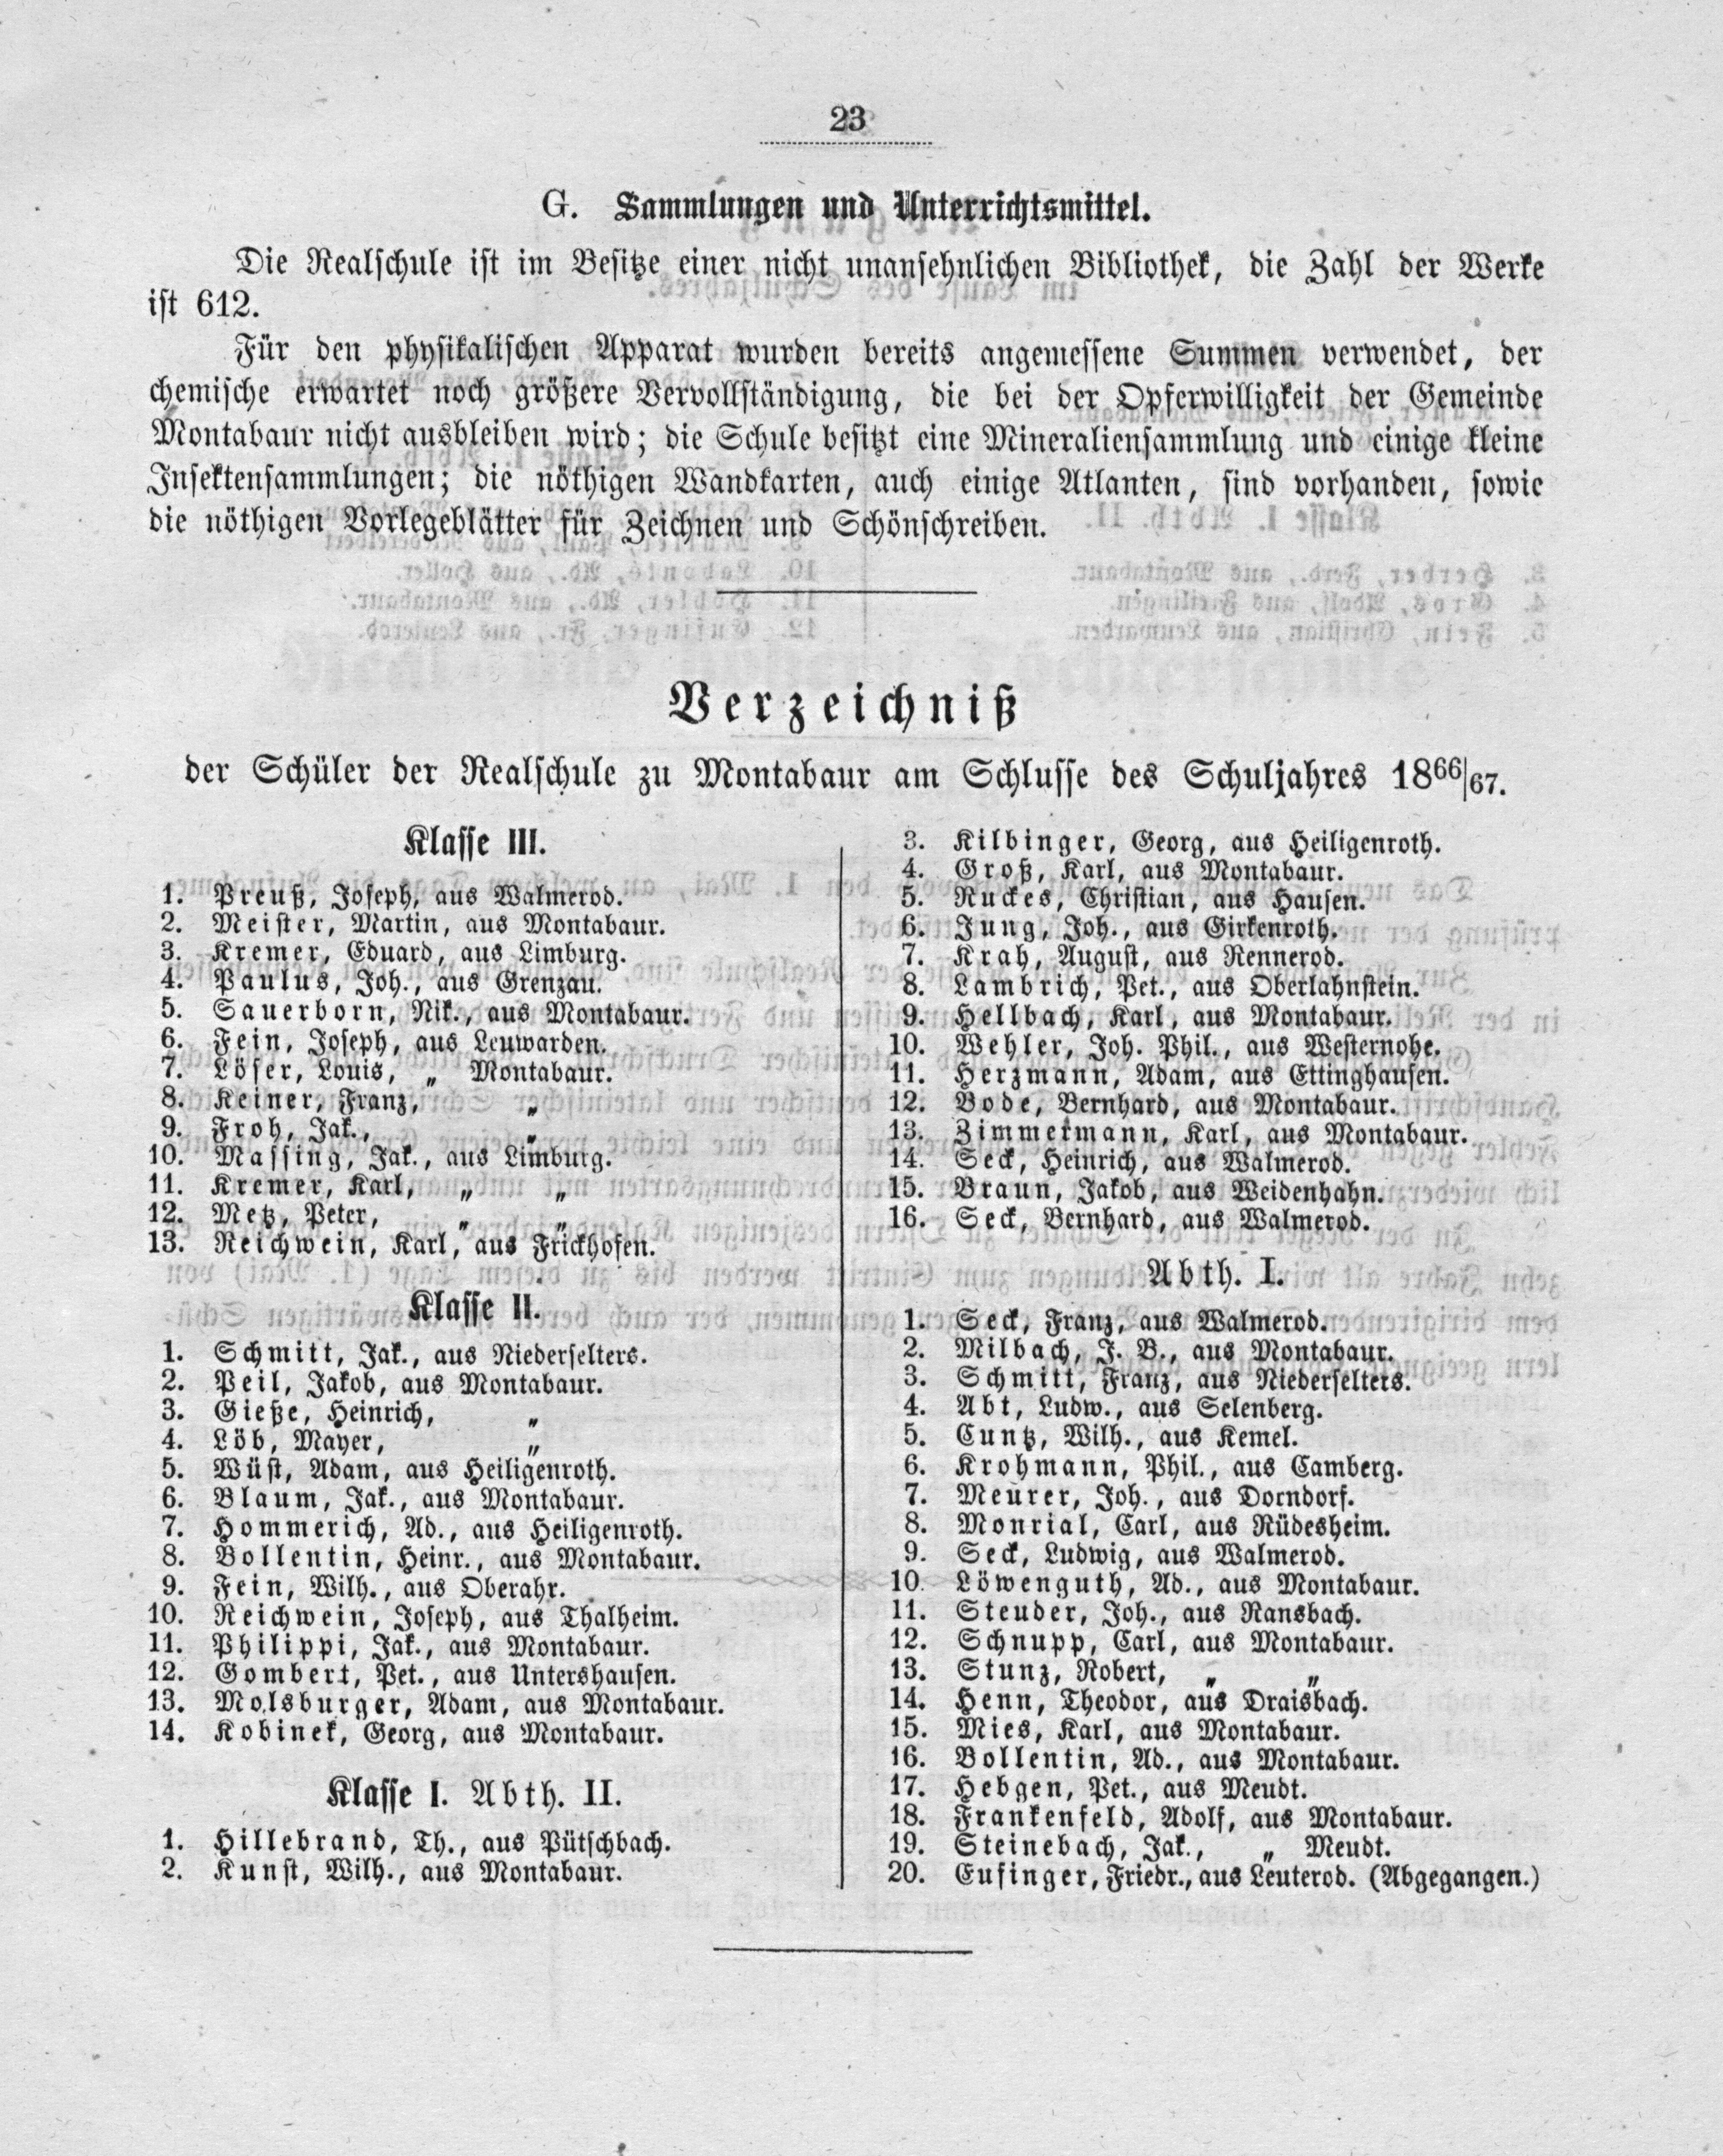 23
G. Sammlungen und Unterrichtsmittel.
Die Realschule ist im Besitze einer nicht unansehnlichen Bibliothek, die Zahl der Werke
ist 612.
Für den physikalischen Apparat wurden bereits angemessene Summen verwendet, der
chemische erwartet noch größere Vervollständigung, die bei der Opferwilligkeit der Gemeinde
Montabaur nicht ausbleiben wird; die Schule besitzt eine Mineraliensammlung und einige kleine
Insektensammlungen; die nöthigen Wandkarten, auch einige Atlanten, sind vorhanden, sowie
die nöthigen Vorlegeblätter für Zeichnen und Schönschreiben.
Verzeichniß
der Schüler der Realschule zu Montabaur am Schlusse des Schuljahres 1866/67.
Klasse III.
1. Preuß, Joseph, aus Walmerod.
2. Meister, Martin, aus Montabaur.
3. Kremer, Eduard, aus Limburg.
4. Paulus, Joh., aus Grenzau.
5. Sauerborn, Nik., aus Montabaur.
6. Fein, Joseph, aus Leuwarden.
7. Löser, Louis, „ Montabaur.
8. Keiner, Franz, „
9. Froh, Jak., „
10. Massing, Jak., aus Limburg.
11. Kremer, Karl, „ „
12. Metz, Peter, „ „
13. Reichwein, Karl, aus Frickhofen.
Klasse II.
1. Schmitt, Jak., aus Niederselters.
2. Peil, Jakob, aus Montabaur.
3. Gieße, Heinrich, „
4. Löb, Mayer, „
5. Wüst, Adam, aus Heiligenroth.
6. Blaum, Jak., aus Montabaur.
7. Hommerich, Ad., aus Heiligenroth.
8. Bollentin, Heinr., aus Montabaur.
9. Fein, Wilh., aus Oberahr.
10. Reichwein, Joseph, aus Thalheim.
11. Philippi, Jak., aus Montabaur.
12. Gombert, Pet., aus Untershausen.
13. Molsburger, Adam, aus Montabaur.
14. Kobinek, Georg, aus Montabaur.
Klasse I. Abth. II.
1. Hillebrand, Th., aus Pütschbach.
2. Kunst, Wilh., aus Montabaur.
3. Kilbinger, Georg, aus Heiligenroth.
4. Groß, Karl, aus Montabaur.
5. Ruckes, Christian, aus Hausen.
6. Jung, Joh., aus Girkenroth.
7. Krah, August, aus Rennerod.
8. Lambrich, Pet., aus Oberlahnstein.
9. Hellbach, Karl, aus Montabaur.
10. Wehler, Joh. Phil., aus Westernohe.
11. Herzmann, Adam, aus Ettinghausen.
12. Bode, Bernhard, aus Montabaur.
13. Zimmermann, Karl, aus Montabaur.
14. Seck, Heinrich, aus Walmerod.
15. Braun, Jakob, aus Weidenhahn.
16. Seck, Bernhard, aus Walmerod.
Abth. I.
1. Seck, Franz, aus Walmerod.
2. Milbach, J. B., aus Montabaur.
3. Schmitt, Franz, aus Niederselters.
4. Abt, Ludw., aus Selenberg.
5. Cuntz, Wilh., aus Kemel.
6. Krohmann, Phil., aus Camberg.
7. Meurer, Joh., aus Dorndorf.
8. Monrial, Carl, aus Rüdesheim.
9. Seck, Ludwig, aus Walmerod.
10. Löwenguth, Ad., aus Montabaur.
11. Steuder, Joh., aus Ransbach.
12. Schnupp, Carl, aus Montabaur.
13. Stunz, Robert, „ „
14. Henn, Theodor, aus Draisbach.
15. Mies, Karl, aus Montabaur.
16. Bollentin, Ad., aus Montabaur.
17. Hebgen, Pet., aus Meudt.
18. Frankenfeld, Adolf, aus Montabaur.
19. Steinebach, Jak., „ Meudt.
20. Eufinger, Friedr., aus Leuterod. (Abgegangen.)